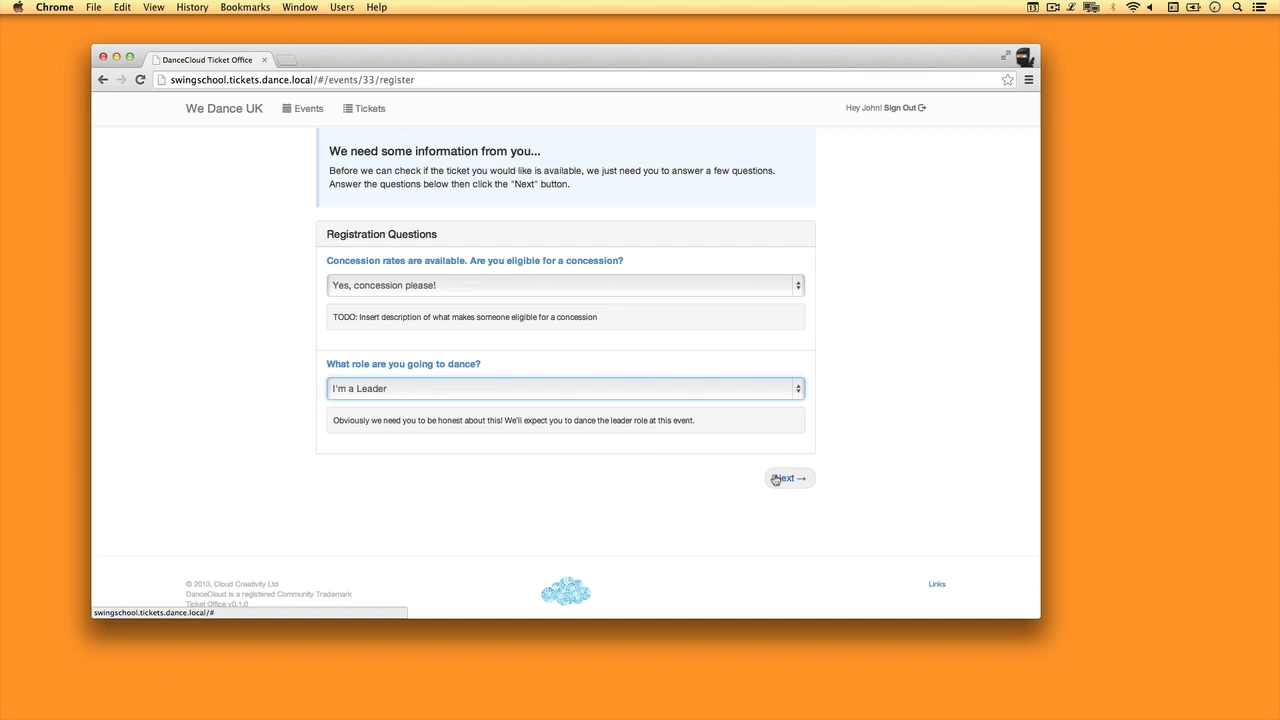 Chrome File Edit View History Bookmarks Window Users Help
DanceCloud Ticket Office
swingschool.tickets.dance.local/#/events/33/register
We Dance UK Events Tickets Hey John! Sign Out
We need some information from you...
Before we can check if the ticket you would like is available, we just need you to answer a few questions.
Answer the questions below then click the "Next" button.
Registration Questions
Concession rates are available. Are you eligible for a concession?
Yes, concession please!
TODO: Insert description of what makes someone eligible for a concession
What role are you going to dance?
I'm a Leader
Obviously we need you to be honest about this! We'll expect you to dance the leader role at this event.
Next →
© 2013, Cloud Creativity Ltd
DanceCloud is a registered Community Trademark
Ticket Office v0.1.0
Links
swingschool.tickets.dance.local/#